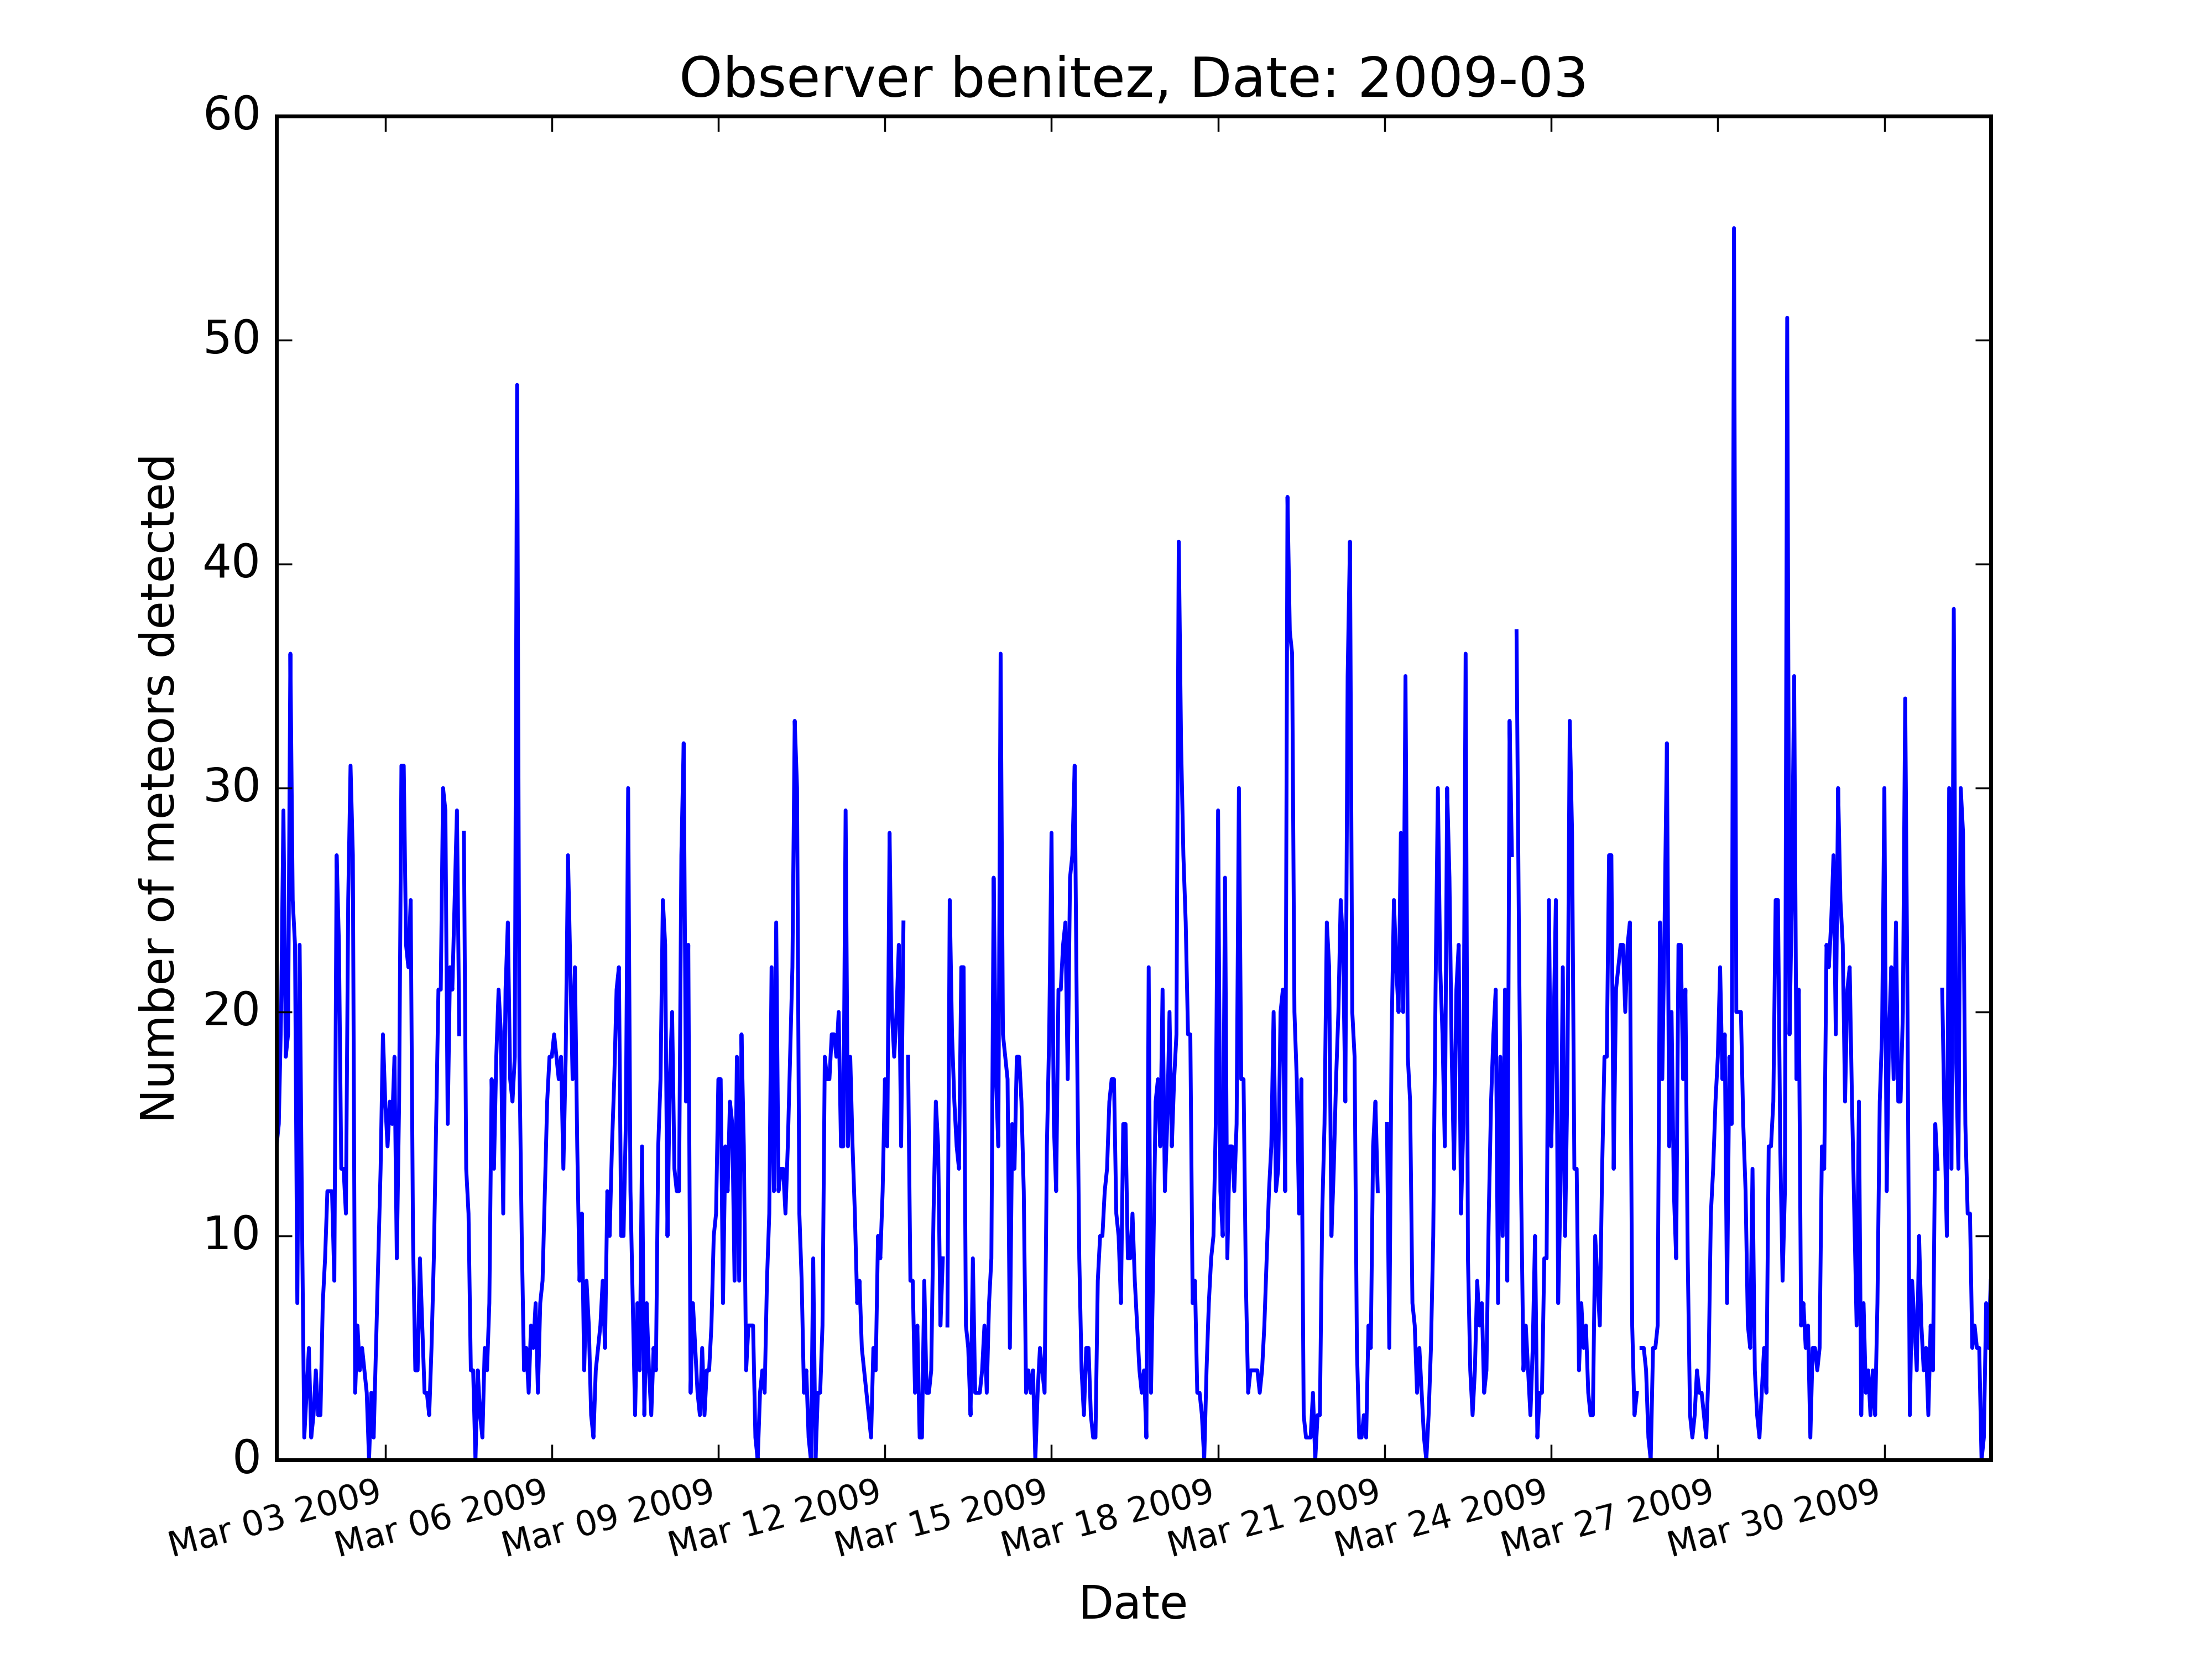 Observer benitez, Date: 2009-03
Number of meteors detected
60
50
40
30
20
10
0
Mar 03 2009
Mar 06 2009
Mar 09 2009
Mar 12 2009
Mar 15 2009
Mar 18 2009
Mar 21 2009
Mar 24 2009
Mar 27 2009
Mar 30 2009
Date